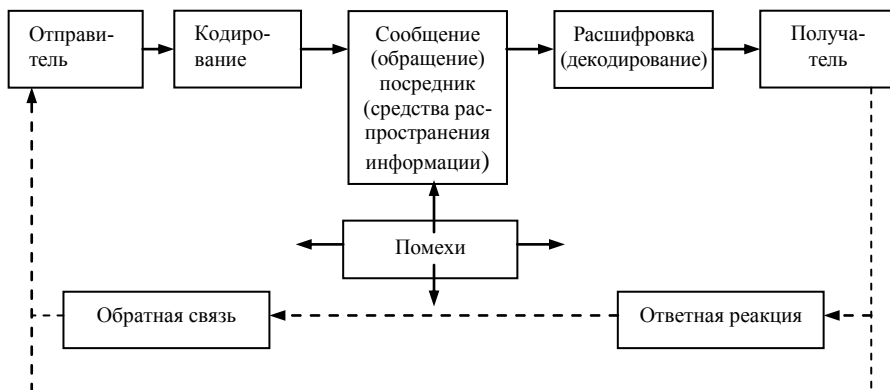 Отправи-
тель
Кодиро-
вание
Сообщение
(обращение)
посредник
(средства рас-
пространения
информации)
Расшифровка
(декодирование)
Получа-
тель
Помехи
Обратная связь
Ответная реакция